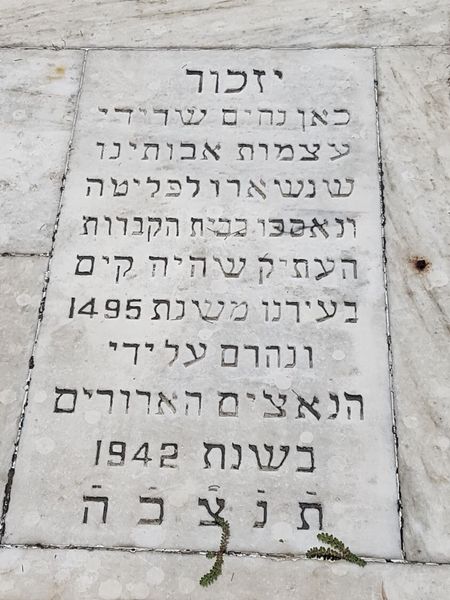 יזכור
כאן נחים שרידי
עצמות אבותינו
שנשארו לפליטה
ונאספו בבית הקברות
העתיק שהיה קים
בעירנו משנת 1495
ונהרס על ידי
הנאצים הארורים
בשנת 1942
ת נ צ ב ה